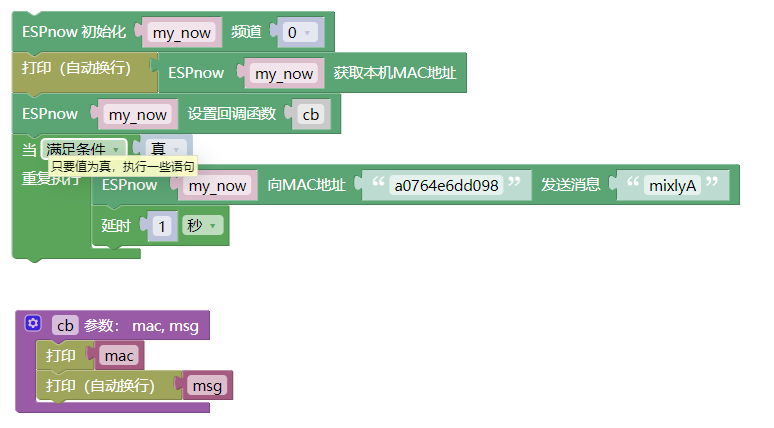 ESPnow 初始化 my_now 频道 0
打印（自动换行） ESPnow my_now 获取本机MAC地址
ESPnow my_now 设置回调函数 cb
当 满足条件 真
只要值为真，执行一些语句
重复执行 ESPnow my_now 向MAC地址 “ a0764e6dd098 ” 发送消息 “ mixlyA ”
延时 1 秒
cb 参数： mac, msg
打印 mac
打印（自动换行） msg